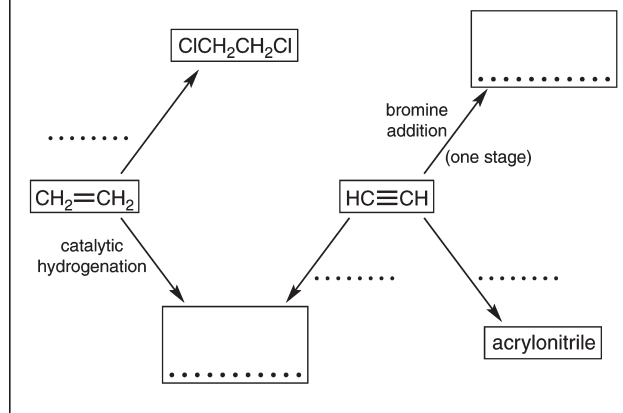 ClCH₂CH₂Cl
bromine
addition
(one stage)
CH₂=CH₂
HC≡CH
catalytic
hydrogenation
acrylonitrile